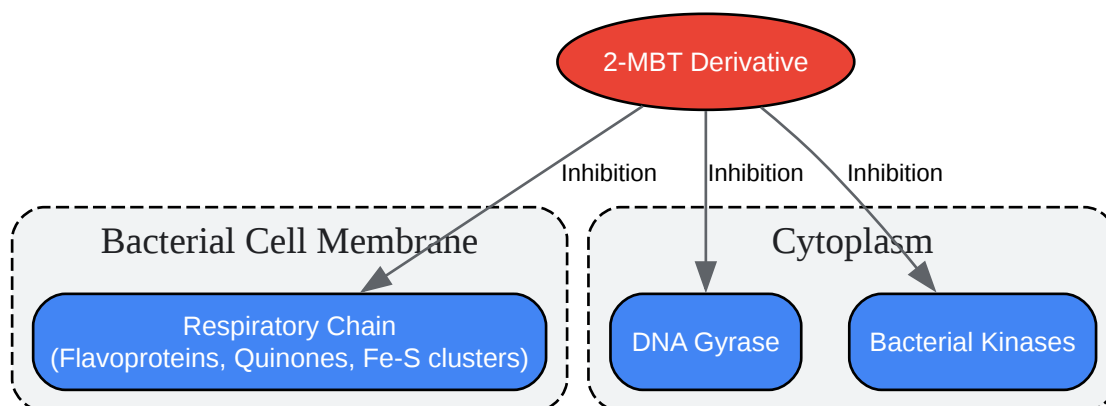 2-MBT Derivative
Inhibition
Inhibition
Inhibition
Bacterial Cell Membrane
Cytoplasm
Respiratory Chain
(Flavoproteins, Quinones, Fe-S clusters)
DNA Gyrase
Bacterial Kinases